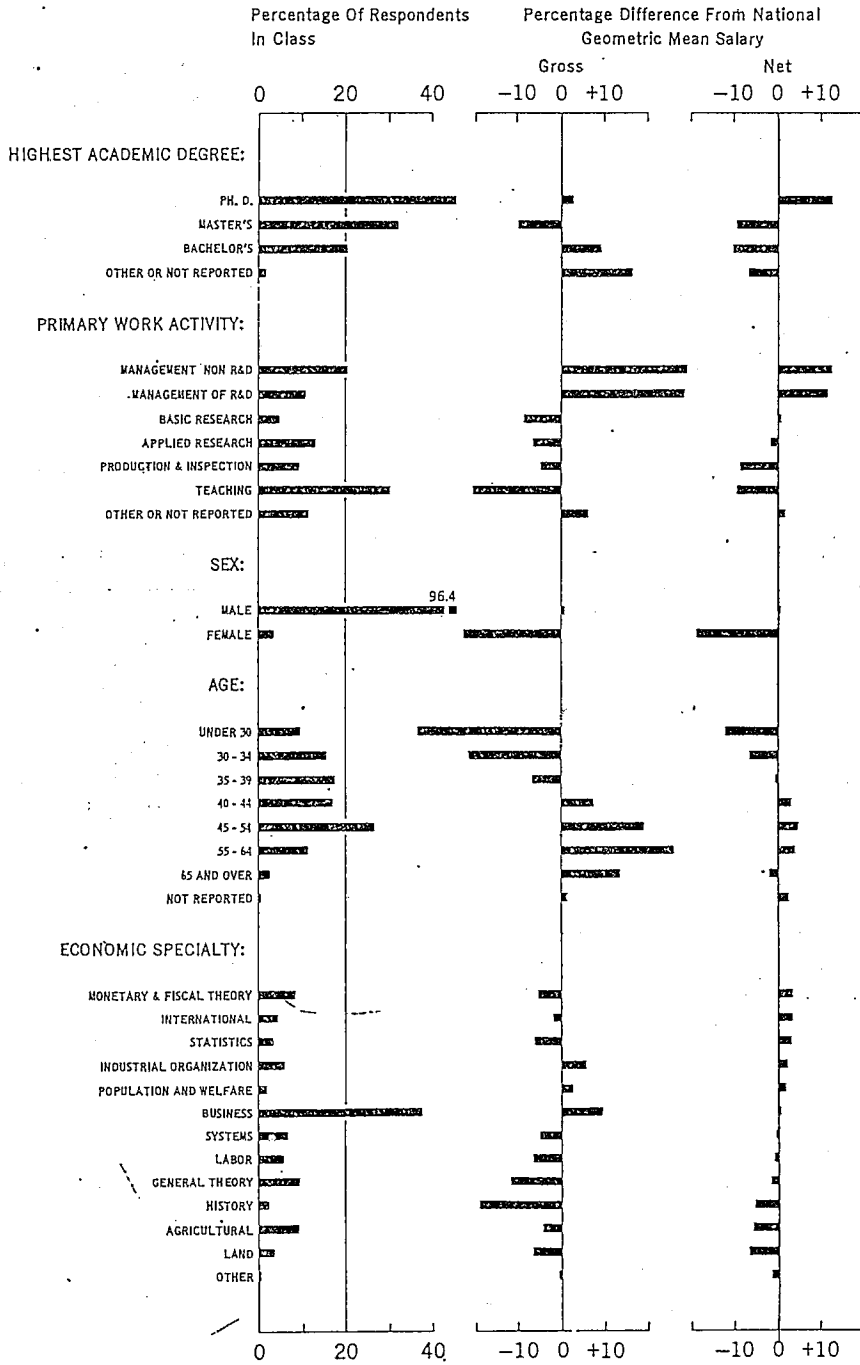 Percentage Of Respondents
In Class
Percentage Difference From National
Geometric Mean Salary
Gross
Net
0 20 40 -10 0 +10 -10 0 +10
HIGHEST ACADEMIC DEGREE:
PH. D.
MASTER'S
BACHELOR'S
OTHER OR NOT REPORTED
PRIMARY WORK ACTIVITY:
MANAGEMENT NON R&D
MANAGEMENT OF R&D
BASIC RESEARCH
APPLIED RESEARCH
PRODUCTION & INSPECTION
TEACHING
OTHER OR NOT REPORTED
SEX:
96.4
MALE
FEMALE
AGE:
UNDER 30
30-34
35-39
40-44
45-54
55-64
65 AND OVER
NOT REPORTED
ECONOMIC SPECIALTY:
MONETARY & FISCAL THEORY
INTERNATIONAL
STATISTICS
INDUSTRIAL ORGANIZATION
POPULATION AND WELFARE
BUSINESS
SYSTEMS
LABOR
GENERAL THEORY
HISTORY
AGRICULTURAL
LAND
OTHER
0 20 40 -10 0 +10 -10 0 +10